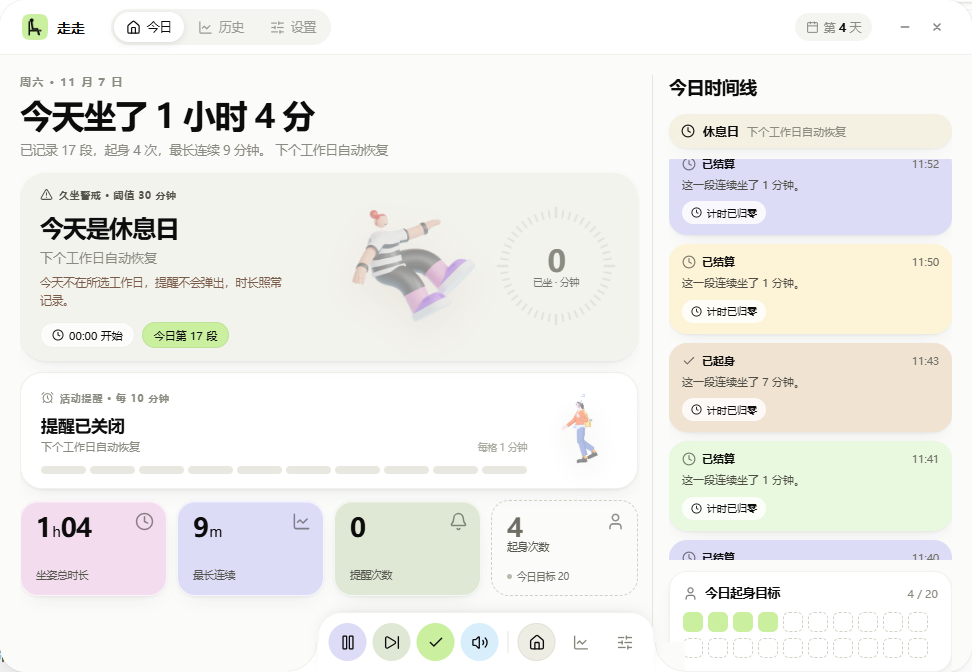 走走
今日
历史
设置
第 4 天
周六 • 11 月 7 日
今天坐了 1 小时 4 分
已记录 17 段，起身 4 次，最长连续 9 分钟。 下个工作日自动恢复
久坐警戒 • 阈值 30 分钟
今天是休息日
下个工作日自动恢复
今天不在所选工作日，提醒不会弹出，时长照常
记录。
00:00 开始
今日第 17 段
0
已坐 · 分钟
活动提醒 • 每 10 分钟
提醒已关闭
下个工作日自动恢复
每格 1 分钟
1h04
坐姿总时长
9m
最长连续
0
提醒次数
4
起身次数
今日目标 20
今日时间线
休息日 下个工作日自动恢复
已结算 11:52
这一段连续坐了 1 分钟。
计时已归零
已结算 11:50
这一段连续坐了 1 分钟。
计时已归零
已起身 11:43
这一段连续坐了 7 分钟。
计时已归零
已结算 11:41
这一段连续坐了 1 分钟。
计时已归零
已结算 11:40
今日起身目标 4 / 20